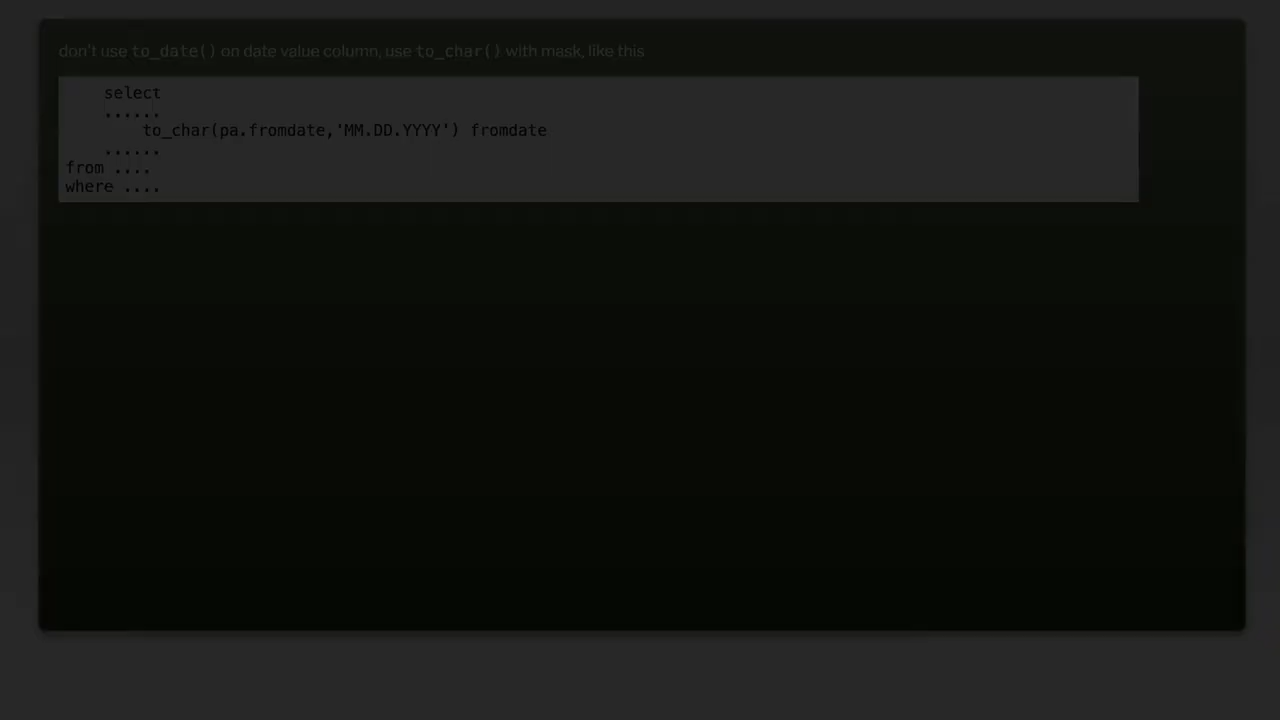 don't use to_date() on date value column, use to_char() with mask, like this
select
......
to_char(pa.fromdate,'MM.DD.YYYY') fromdate
......
from ....
where ....